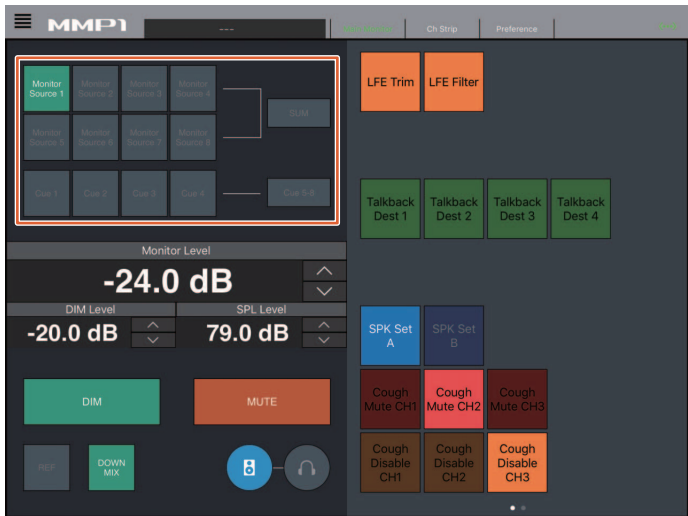 MMP1
---
Ch Strip
Preference
Monitor Source 1
Monitor Source 2
Monitor Source 3
Monitor Source 4
SUM
Monitor Source 5
Monitor Source 6
Monitor Source 7
Monitor Source 8
Cue 1
Cue 2
Cue 3
Cue 4
Cue 5-8
Monitor Level
-24.0 dB
DIM Level
SPL Level
-20.0 dB
79.0 dB
DIM
MUTE
REF
DOWN
MIX
LFE Trim
LFE Filter
Talkback
Dest 1
Talkback
Dest 2
Talkback
Dest 3
Talkback
Dest 4
SPK Set
A
SPK Set
B
Cough
Mute CH1
Cough
Mute CH2
Cough
Mute CH3
Cough
Disable
CH1
Cough
Disable
CH2
Cough
Disable
CH3